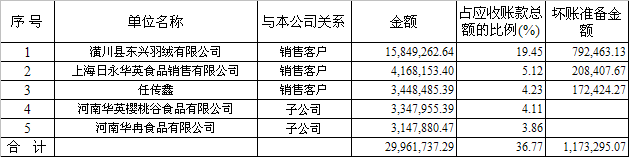 序 号 单位名称 与本公司关系 金额 占应收账款总额的比例(%) 坏账准备金额
1 潢川县东兴羽绒有限公司 销售客户 15,849,262.64 19.45 792,463.13
2 上海日永华英食品销售有限公司 销售客户 4,168,153.40 5.12 208,407.67
3 任传鑫 销售客户 3,448,485.39 4.23 172,424.27
4 河南华英樱桃谷食品有限公司 子公司 3,347,955.39 4.11
5 河南华冉食品有限公司 子公司 3,147,880.47 3.86
合 计 29,961,737.29 36.77 1,173,295.07